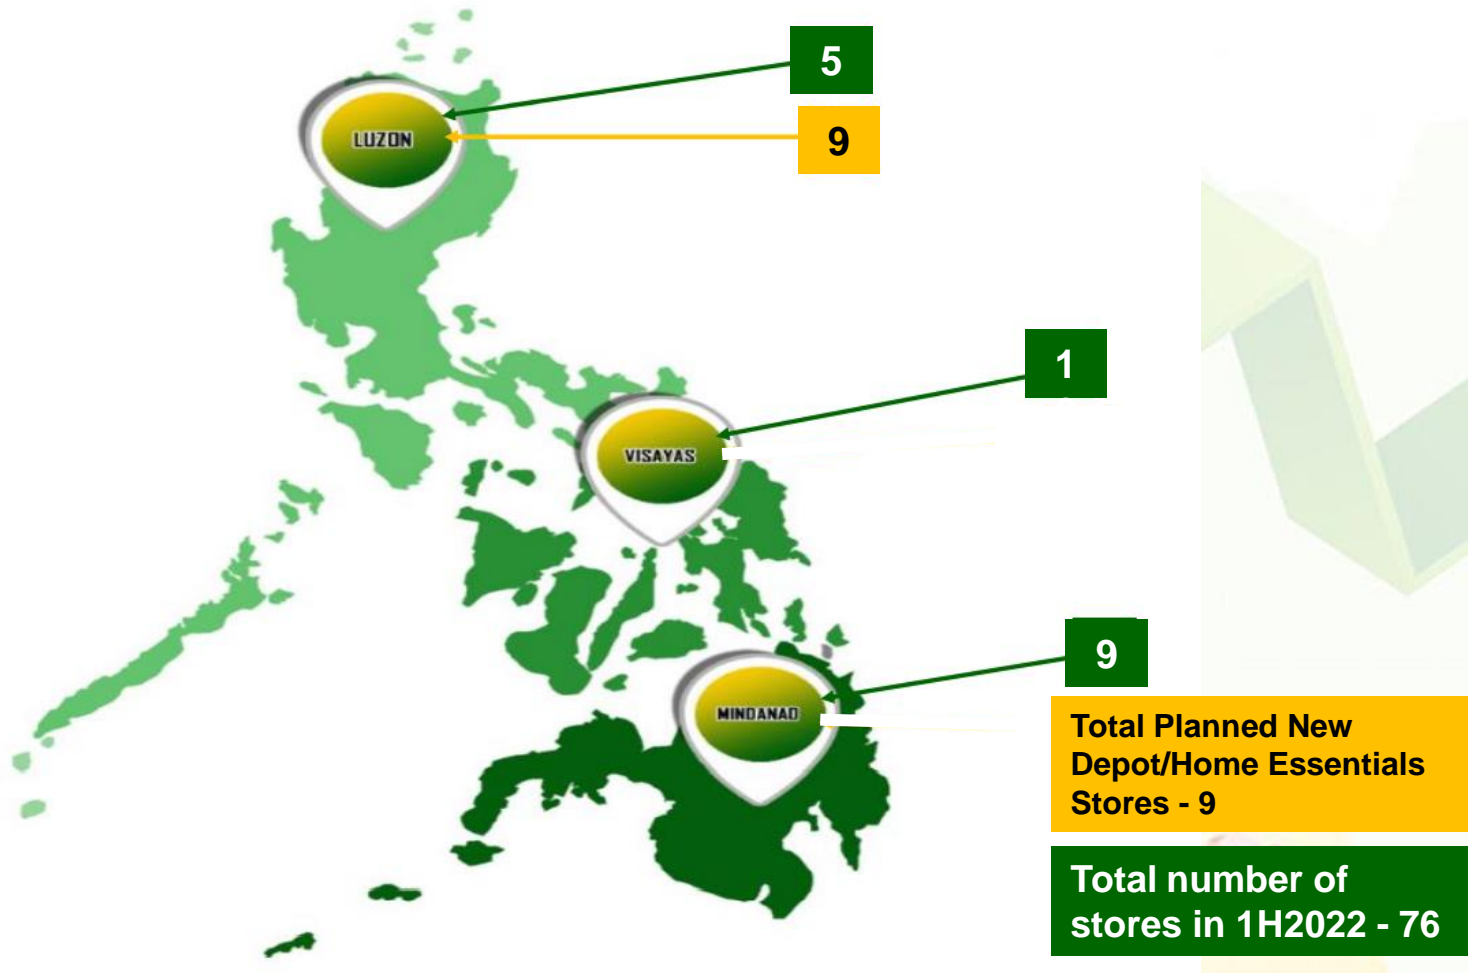 5
LUZON
9
1
VISAYAS
9
MINDANAO
Total Planned New
Depot/Home Essentials
Stores - 9
Total number of
stores in 1H2022 - 76